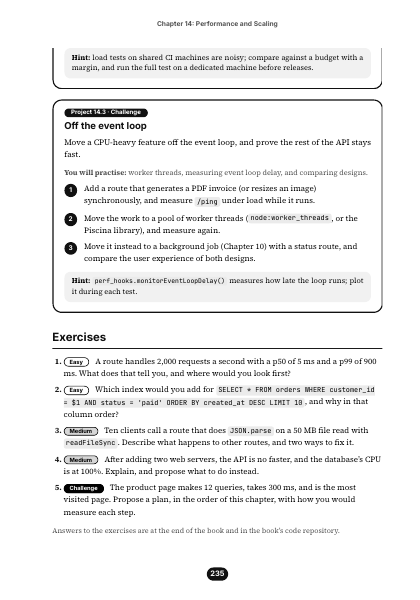 Chapter 14: Performance and Scaling
Hint: load tests on shared CI machines are noisy; compare against a budget with a
margin, and run the full test on a dedicated machine before releases.
Project 14.3 · Challenge
Off the event loop
Move a CPU-heavy feature off the event loop, and prove the rest of the API stays
fast.
You will practise: worker threads, measuring event loop delay, and comparing designs.
1 Add a route that generates a PDF invoice (or resizes an image)
synchronously, and measure /ping under load while it runs.
2 Move the work to a pool of worker threads ( node:worker_threads, or the
Piscina library), and measure again.
3 Move it instead to a background job (Chapter 10) with a status route, and
compare the user experience of both designs.
Hint: perf_hooks.monitorEventLoopDelay() measures how late the loop runs; plot
it during each test.
Exercises
1. Easy A route handles 2,000 requests a second with a p50 of 5 ms and a p99 of 900
ms. What does that tell you, and where would you look first?
2. Easy Which index would you add for SELECT * FROM orders WHERE customer_id
= $1 AND status = 'paid' ORDER BY created_at DESC LIMIT 10, and why in that
column order?
3. Medium Ten clients call a route that does JSON.parse on a 50 MB file read with
readFileSync. Describe what happens to other routes, and two ways to fix it.
4. Medium After adding two web servers, the API is no faster, and the database's CPU
is at 100%. Explain, and propose what to do instead.
5. Challenge The product page makes 12 queries, takes 300 ms, and is the most
visited page. Propose a plan, in the order of this chapter, with how you would
measure each step.
Answers to the exercises are at the end of the book and in the book's code repository.
235